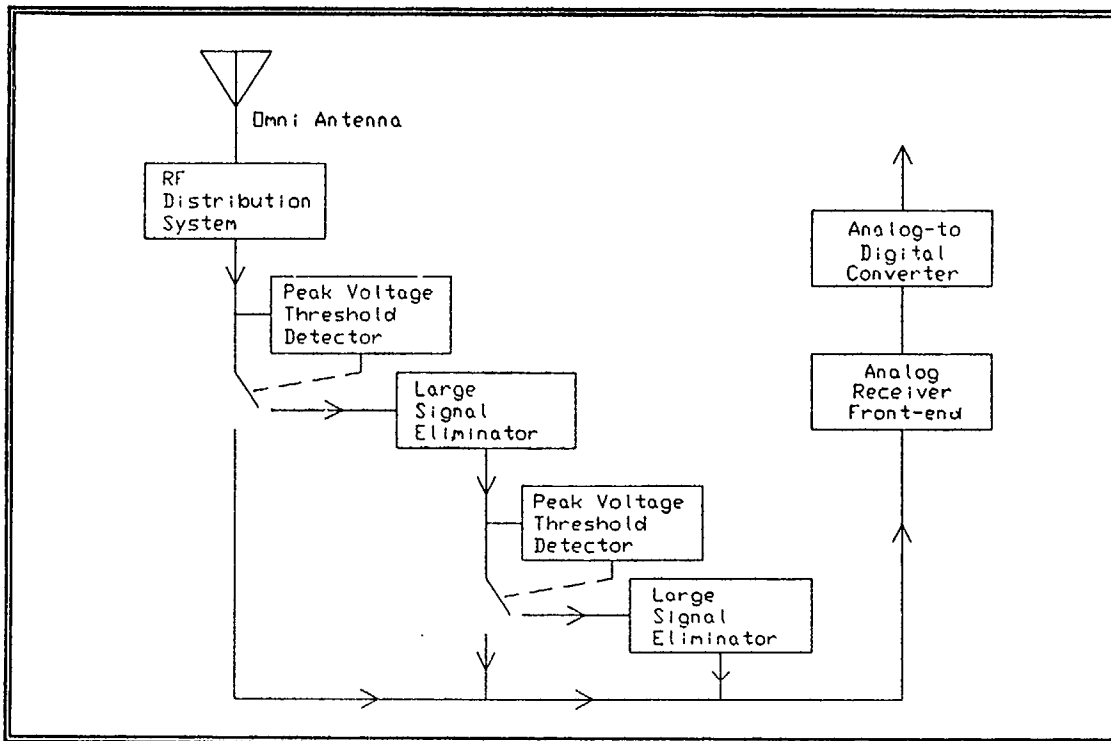 Omni Antenna
RF
Distribution
System
Peak Voltage
Threshold
Detector
Large
Signal
Eliminator
Peak Voltage
Threshold
Detector
Large
Signal
Eliminator
Analog-to
Digital
Converter
Analog
Receiver
Front-end